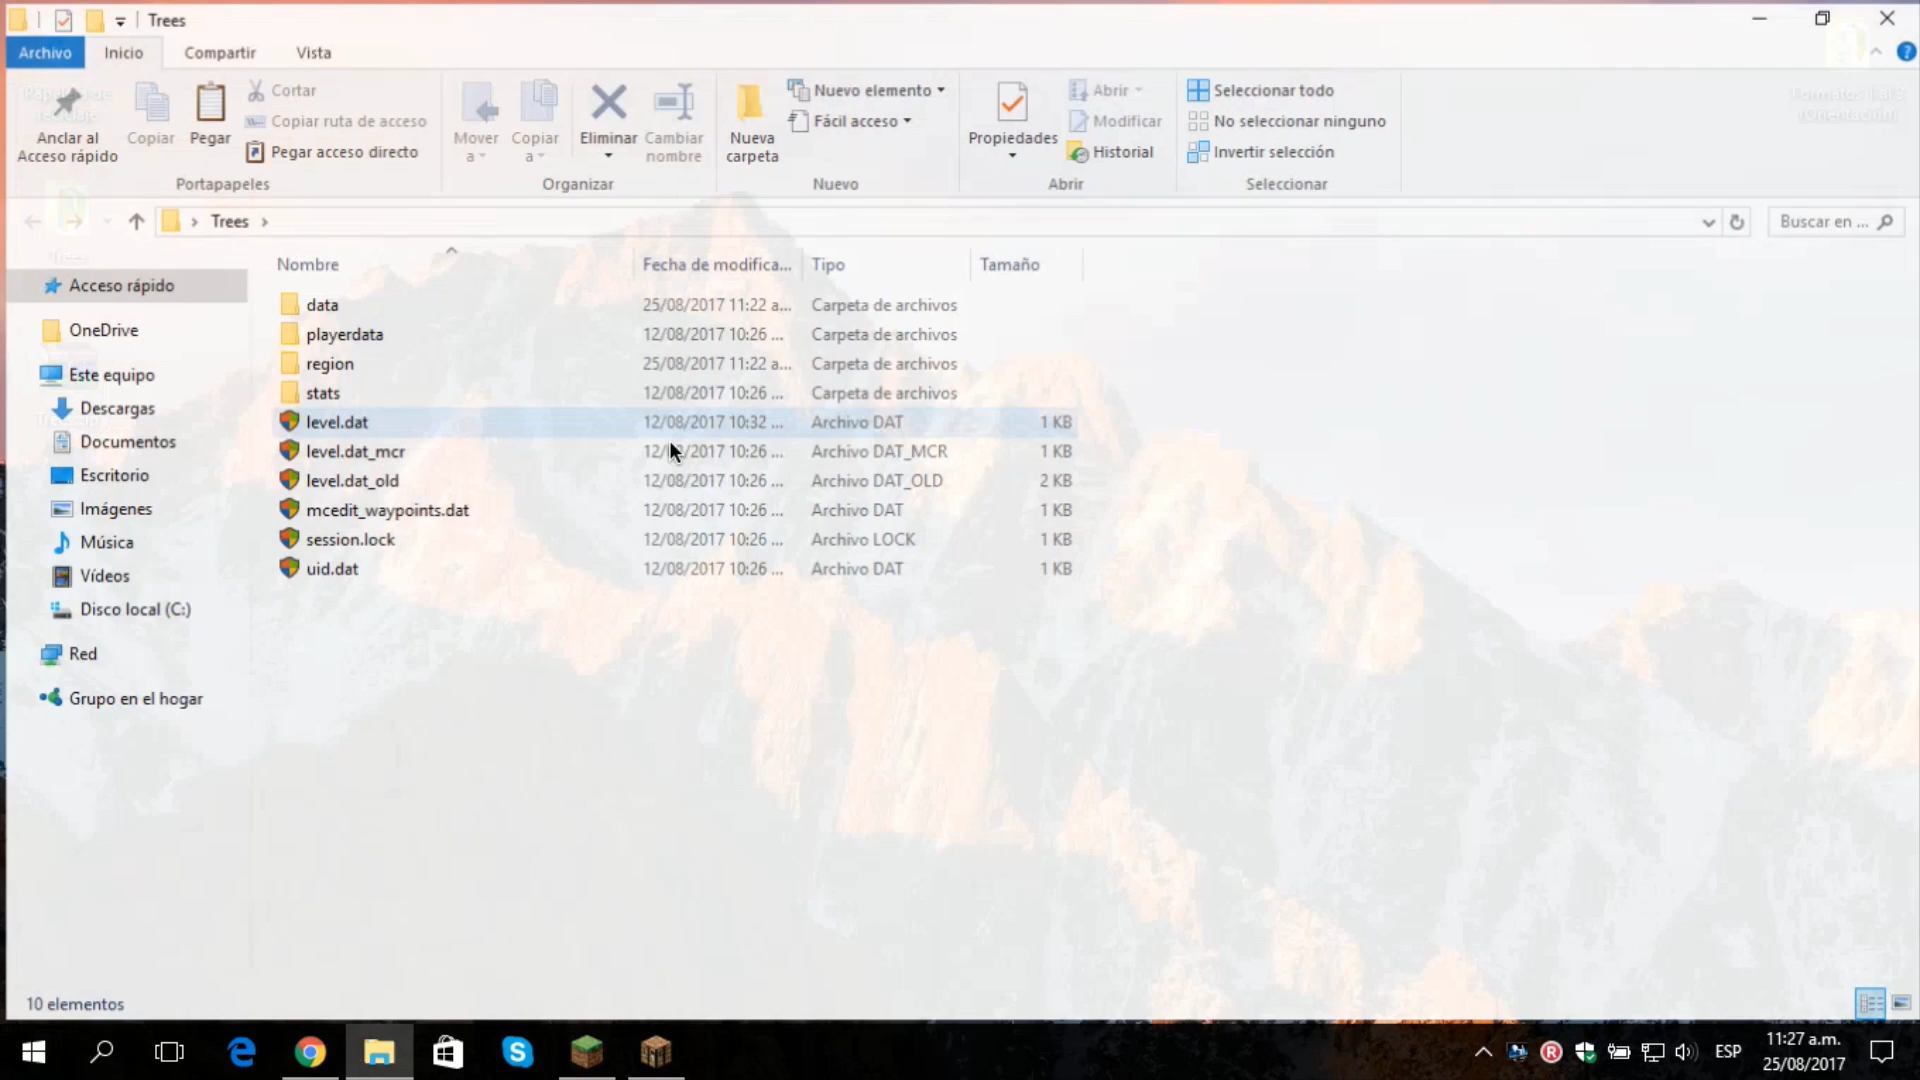 Trees
Archivo Inicio Compartir Vista
Anclar al Acceso rápido
Copiar
Pegar
Cortar
Copiar ruta de acceso
Pegar acceso directo
Portapapeles
Mover a
Copiar a
Eliminar
Cambiar nombre
Organizar
Nueva carpeta
Nuevo elemento
Fácil acceso
Nuevo
Propiedades
Abrir
Modificar
Historial
Abrir
Seleccionar todo
No seleccionar ninguno
Invertir selección
Seleccionar
Trees
Buscar en ...
Nombre Fecha de modifica... Tipo Tamaño
Acceso rápido
OneDrive
Este equipo
Descargas
Documentos
Escritorio
Imágenes
Música
Vídeos
Disco local (C:)
Red
Grupo en el hogar
data 25/08/2017 11:22 a... Carpeta de archivos
playerdata 12/08/2017 10:26 ... Carpeta de archivos
region 25/08/2017 11:22 a... Carpeta de archivos
stats 12/08/2017 10:26 ... Carpeta de archivos
level.dat 12/08/2017 10:32 ... Archivo DAT 1 KB
level.dat_mcr 12/08/2017 10:26 ... Archivo DAT_MCR 1 KB
level.dat_old 12/08/2017 10:26 ... Archivo DAT_OLD 2 KB
mcedit_waypoints.dat 12/08/2017 10:26 ... Archivo DAT 1 KB
session.lock 12/08/2017 10:26 ... Archivo LOCK 1 KB
uid.dat 12/08/2017 10:26 ... Archivo DAT 1 KB
10 elementos
ESP
11:27 a.m.
25/08/2017